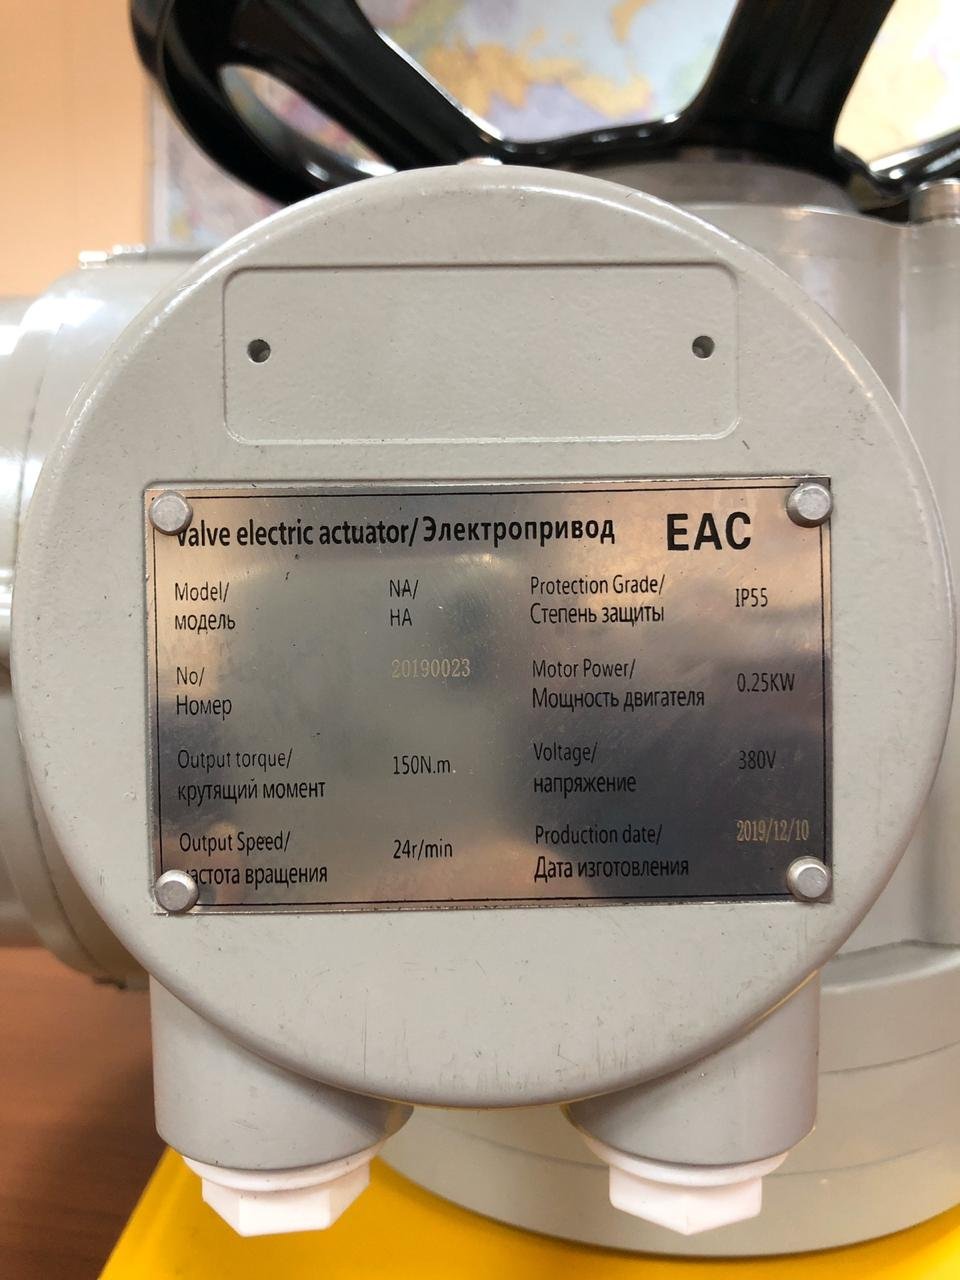 Valve electric actuator/Электропривод EAC
Model/ NA/
модель НА
No/ 20190023
Номер
Output torque/ 150N.m
крутящий момент
Output Speed/ 24r/min
частота вращения
Protection Grade/ IP55
Степень защиты
Motor Power/ 0.25KW
Мощность двигателя
Voltage/ 380V
напряжение
Production date/ 2019/12/10
Дата изготовления